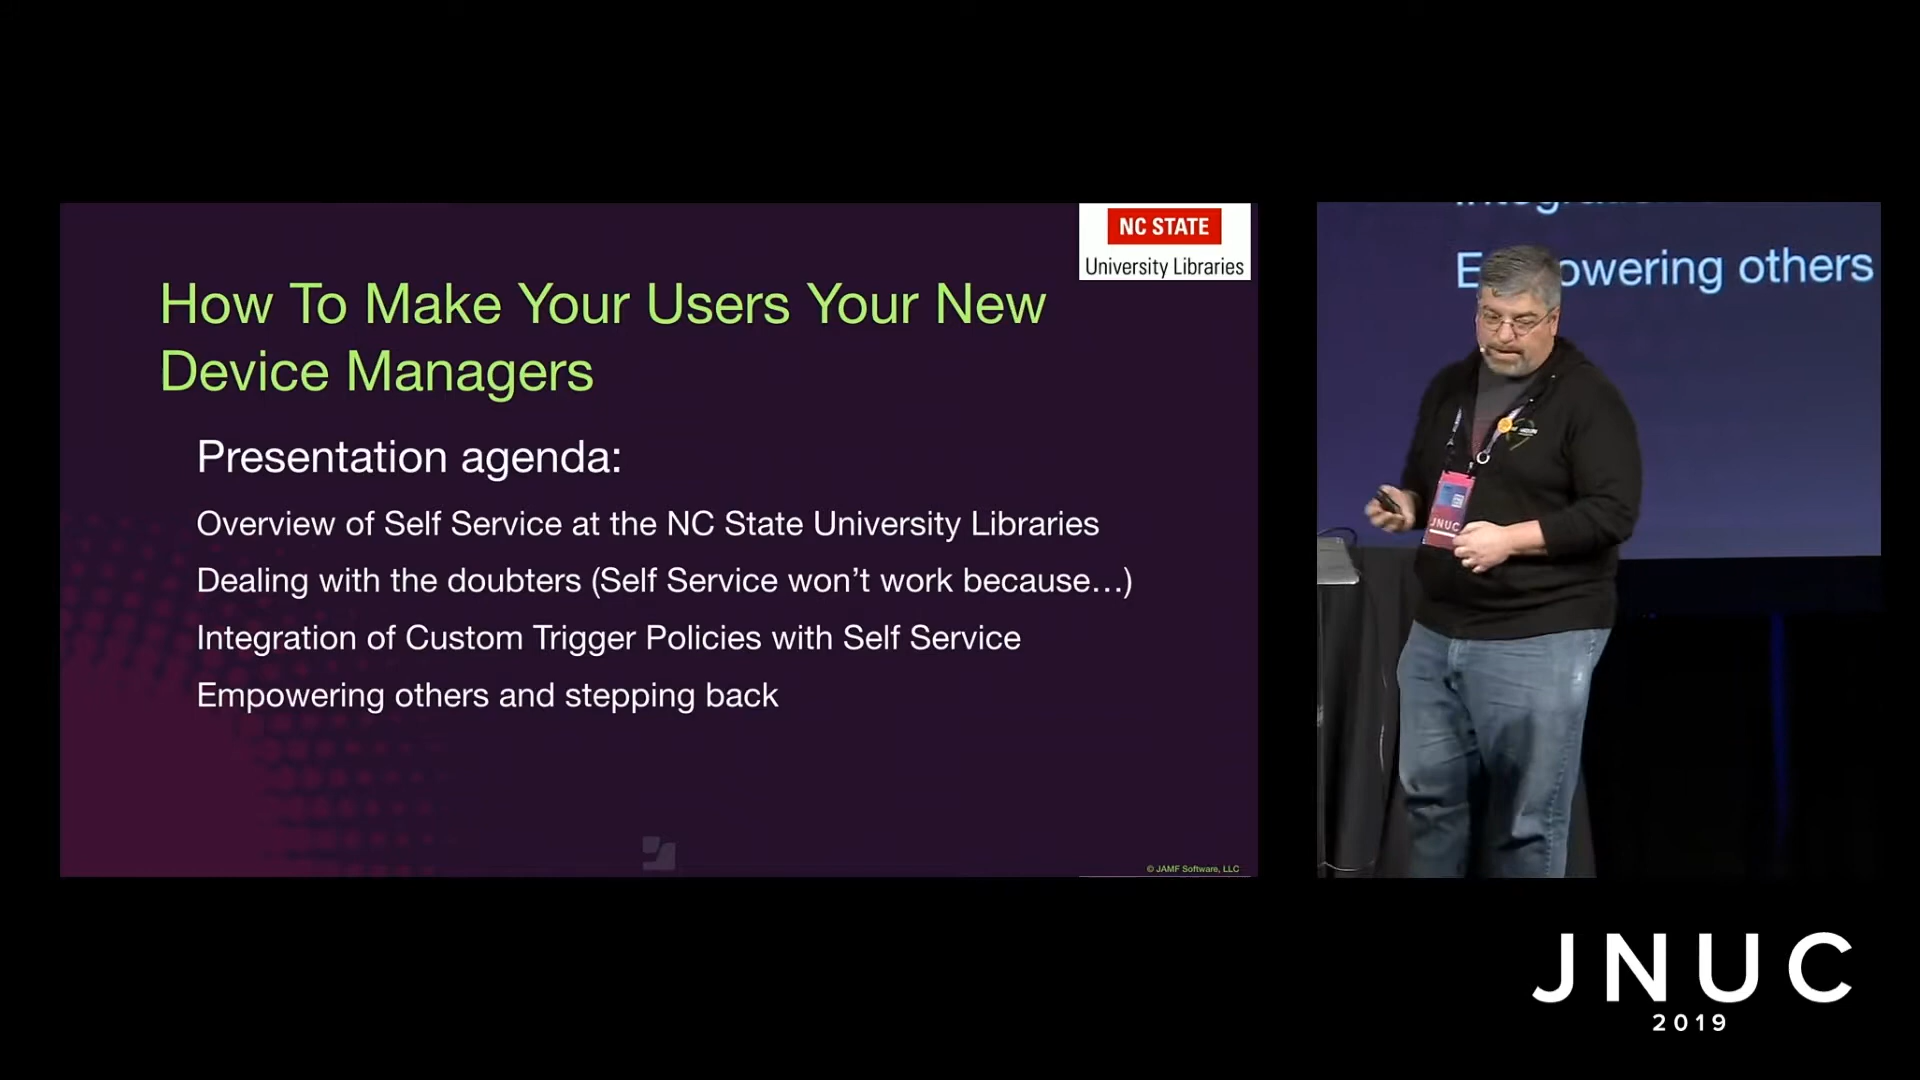 NC STATE
University Libraries
How To Make Your Users Your New
Device Managers
Presentation agenda:
Overview of Self Service at the NC State University Libraries
Dealing with the doubters (Self Service won’t work because…)
Integration of Custom Trigger Policies with Self Service
Empowering others and stepping back
© JAMF Software, LLC
others
JNUC
JNUC
2019